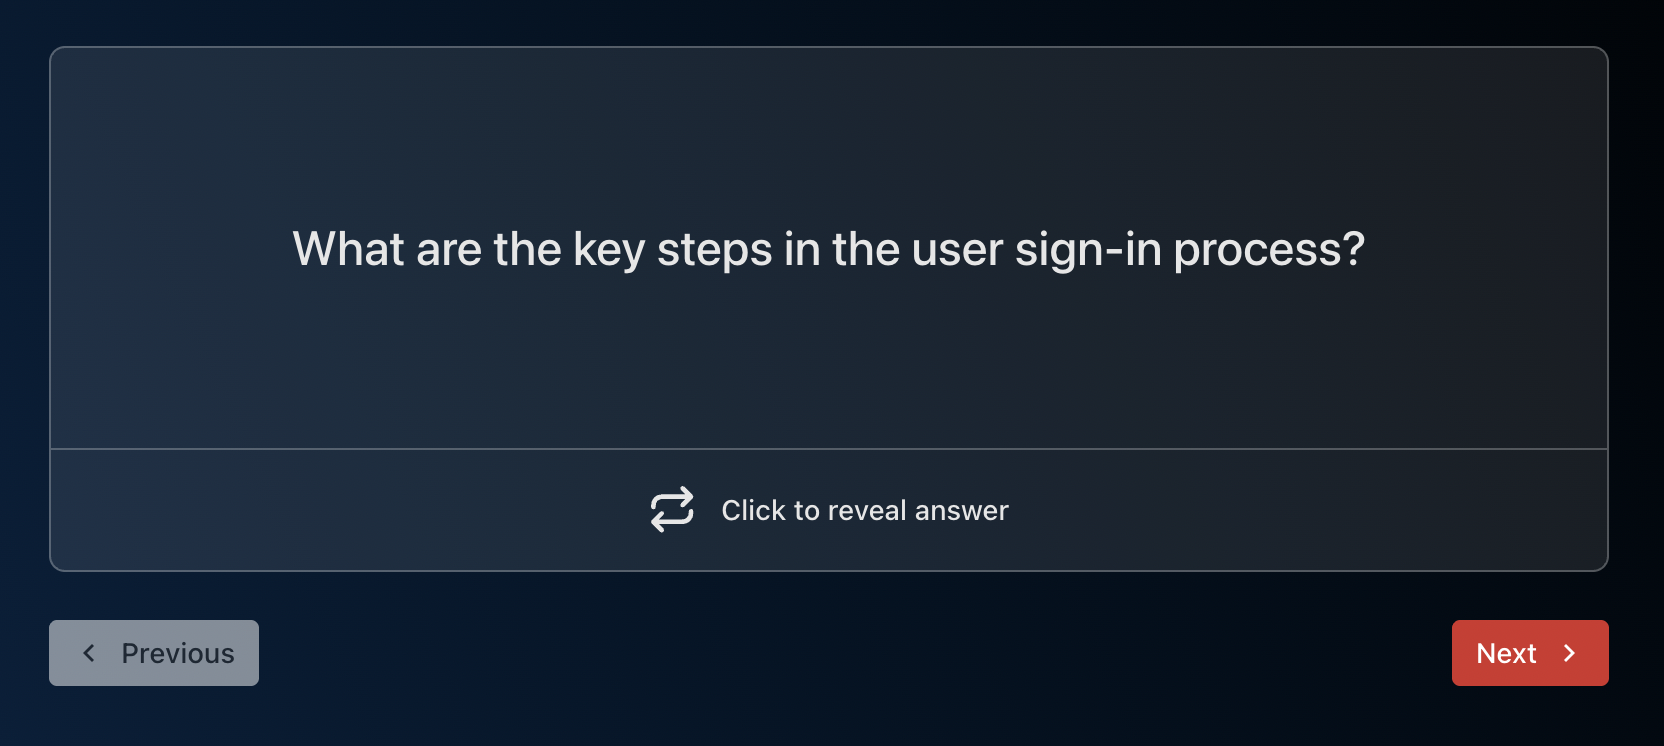 What are the key steps in the user sign-in process?
Click to reveal answer
Previous
Next